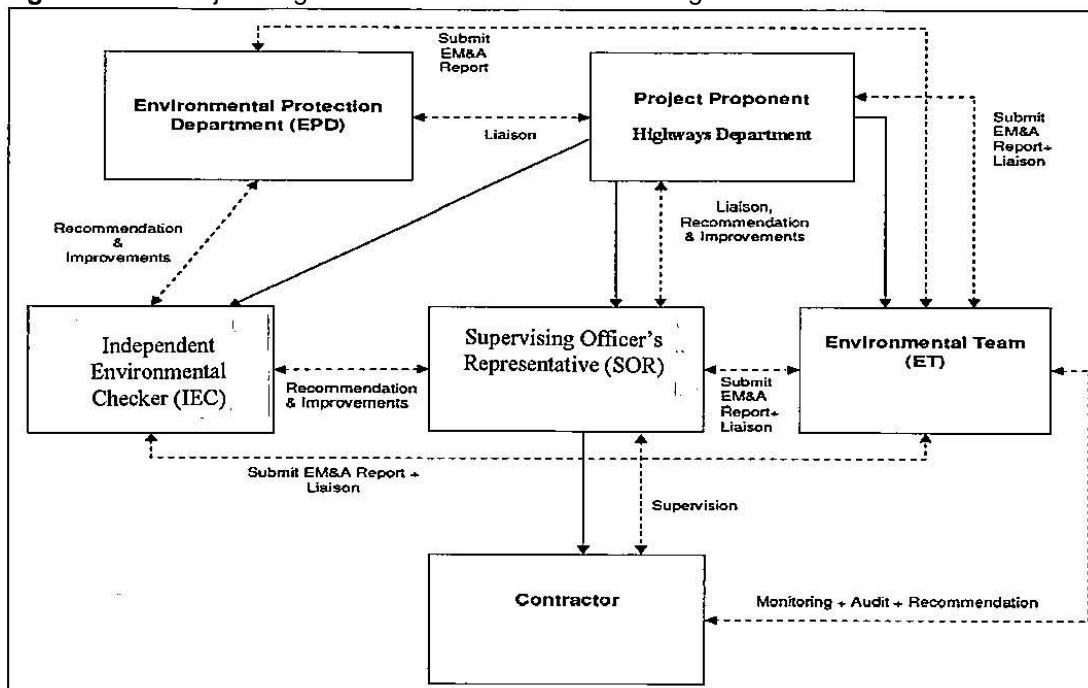 Submit
EM&A
Report
Environmental Protection
Department (EPD)
Liaison
Project Proponent
Highways Department
Submit
EM&A
Report+
Liaison
Recommendation
&
Improvements
Liaison,
Recommendation
& Improvements
Independent
Environmental
Checker (IEC)
Recommendation
& Improvements
Supervising Officer's
Representative (SOR)
Submit
EM&A
Report+
Liaison
Environmental Team
(ET)
Submit EM&A Report +
Liaison
Supervision
Contractor
Monitoring + Audit + Recommendation